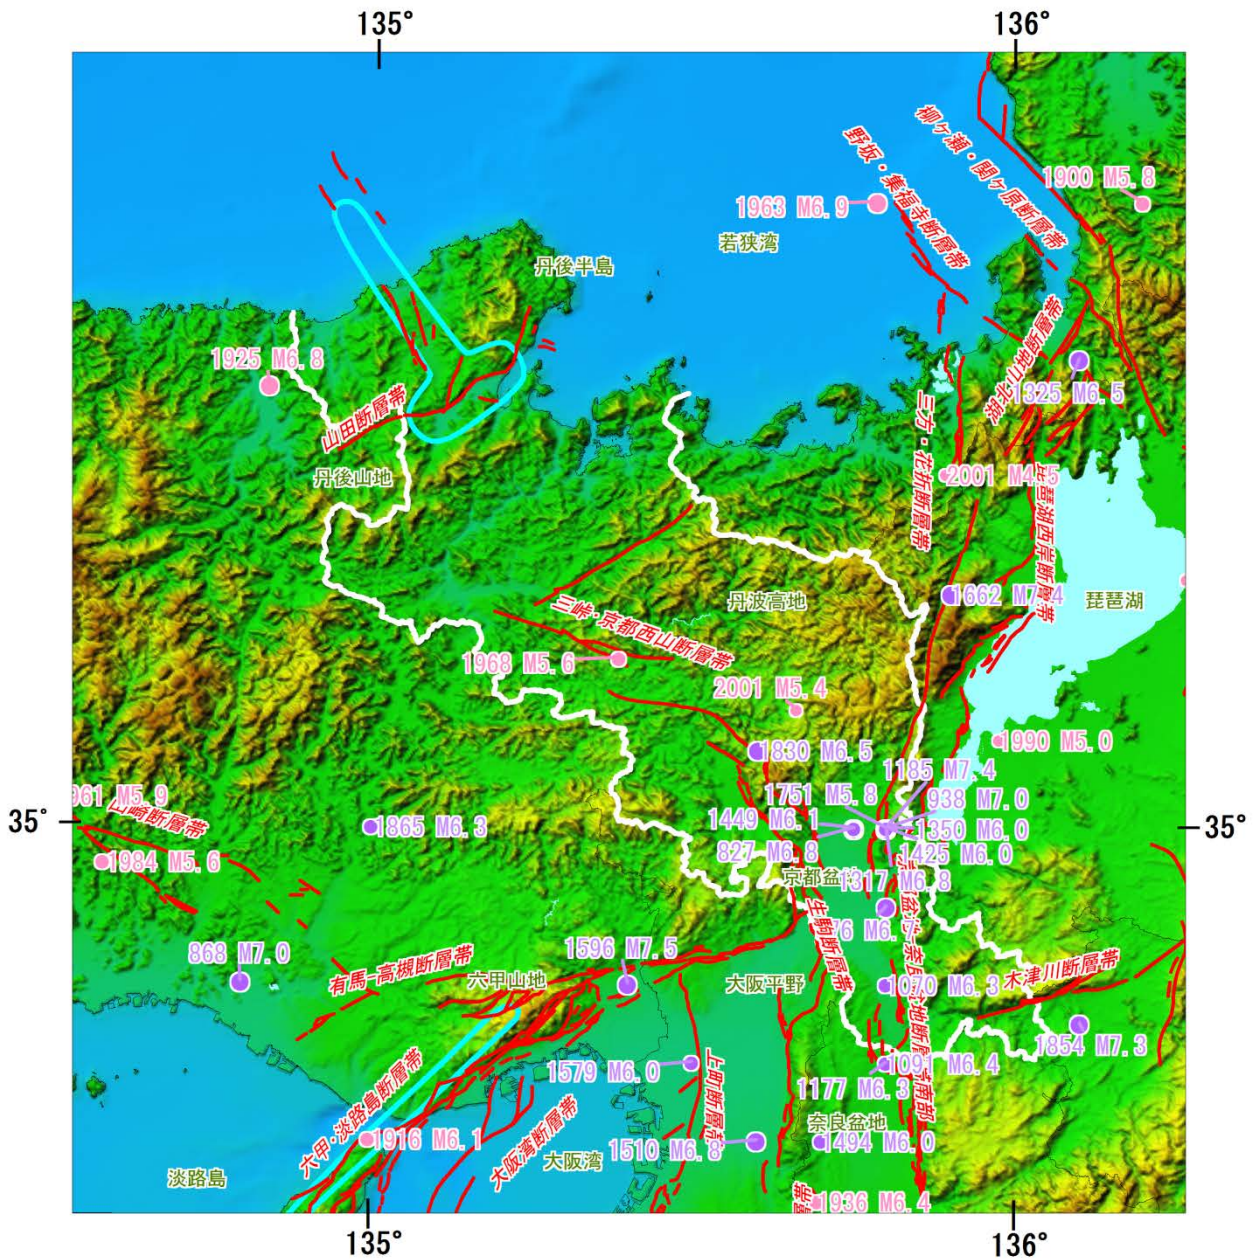 135°
136°
柳ヶ瀬・関ヶ原断層帯
野坂・集福寺断層帯
1900 M5.8
1963 M6.9
若狭湾
丹後半島
1925 M6.8
湖北山地断層帯
1325 M6.5
山田断層帯
三方・花折断層帯
丹後山地
2001 M4.5
琵琶湖西岸断層帯
1662 M7.4
琵琶湖
丹波高地
三峠・京都西山断層帯
1968 M5.6
2001 M5.4
1990 M5.0
1830 M6.5
1185 M7.4
1751 M5.8
938 M7.0
961 M5.9
山崎断層帯
35°
1865 M6.3
1449 M6.1
1350 M6.0
35°
827 M6.8
1425 M6.0
1984 M5.6
京都盆
1317 M6.8
生駒断層帯
76 M6.
868 M7.0
1596 M7.5
有馬-高槻断層帯
六甲山地
大阪平野
1070 M6.3
木津川断層帯
1854 M7.3
1579 M6.0
1091 M6.4
1177 M6.3
上町断層帯
六甲・淡路島断層帯
大阪湾断層帯
1916 M6.1
奈良盆地
1510 M6.8
1494 M6.0
大阪湾
淡路島
1936 M6.4
135°
136°